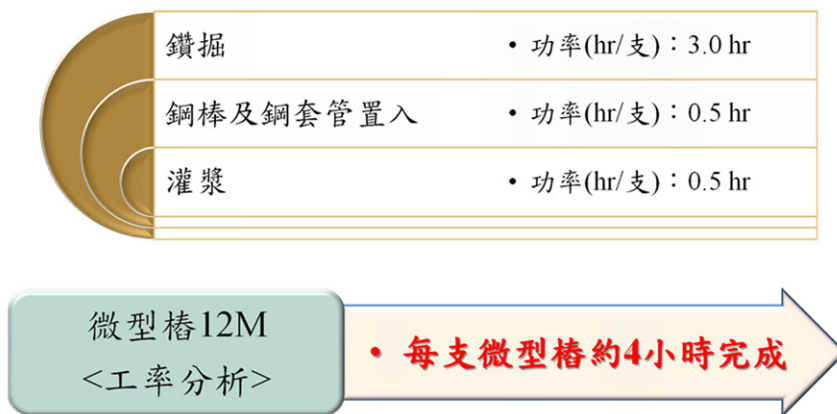 鑽掘 • 功率(hr/支)：3.0 hr
鋼棒及鋼套管置入 • 功率(hr/支)：0.5 hr
灌漿 • 功率(hr/支)：0.5 hr
微型樁12M
<工率分析>
• 每支微型樁約4小時完成